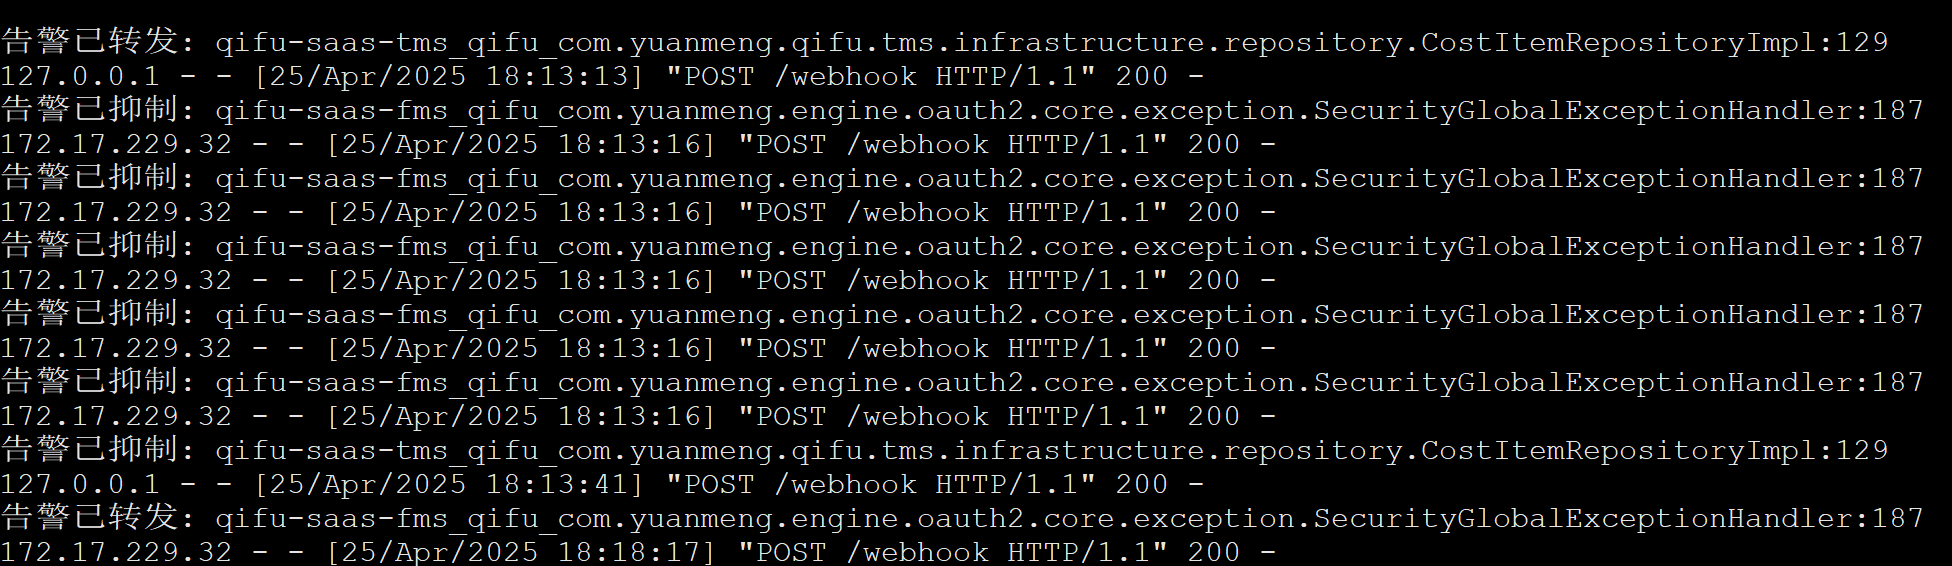 告警已转发: qifu-saas-tms_qifu_com.yuanmeng.qifu.tms.infrastructure.repository.CostItemRepositoryImpl:129
127.0.0.1 - - [25/Apr/2025 18:13:13] "POST /webhook HTTP/1.1" 200 -
告警已抑制: qifu-saas-fms_qifu_com.yuanmeng.engine.oauth2.core.exception.SecurityGlobalExceptionHandler:187
172.17.229.32 - - [25/Apr/2025 18:13:16] "POST /webhook HTTP/1.1" 200 -
告警已抑制: qifu-saas-fms_qifu_com.yuanmeng.engine.oauth2.core.exception.SecurityGlobalExceptionHandler:187
172.17.229.32 - - [25/Apr/2025 18:13:16] "POST /webhook HTTP/1.1" 200 -
告警已抑制: qifu-saas-fms_qifu_com.yuanmeng.engine.oauth2.core.exception.SecurityGlobalExceptionHandler:187
172.17.229.32 - - [25/Apr/2025 18:13:16] "POST /webhook HTTP/1.1" 200 -
告警已抑制: qifu-saas-fms_qifu_com.yuanmeng.engine.oauth2.core.exception.SecurityGlobalExceptionHandler:187
172.17.229.32 - - [25/Apr/2025 18:13:16] "POST /webhook HTTP/1.1" 200 -
告警已抑制: qifu-saas-fms_qifu_com.yuanmeng.engine.oauth2.core.exception.SecurityGlobalExceptionHandler:187
172.17.229.32 - - [25/Apr/2025 18:13:16] "POST /webhook HTTP/1.1" 200 -
告警已抑制: qifu-saas-tms_qifu_com.yuanmeng.qifu.tms.infrastructure.repository.CostItemRepositoryImpl:129
127.0.0.1 - - [25/Apr/2025 18:13:41] "POST /webhook HTTP/1.1" 200 -
告警已转发: qifu-saas-fms_qifu_com.yuanmeng.engine.oauth2.core.exception.SecurityGlobalExceptionHandler:187
172.17.229.32 - - [25/Apr/2025 18:18:17] "POST /webhook HTTP/1.1" 200 -